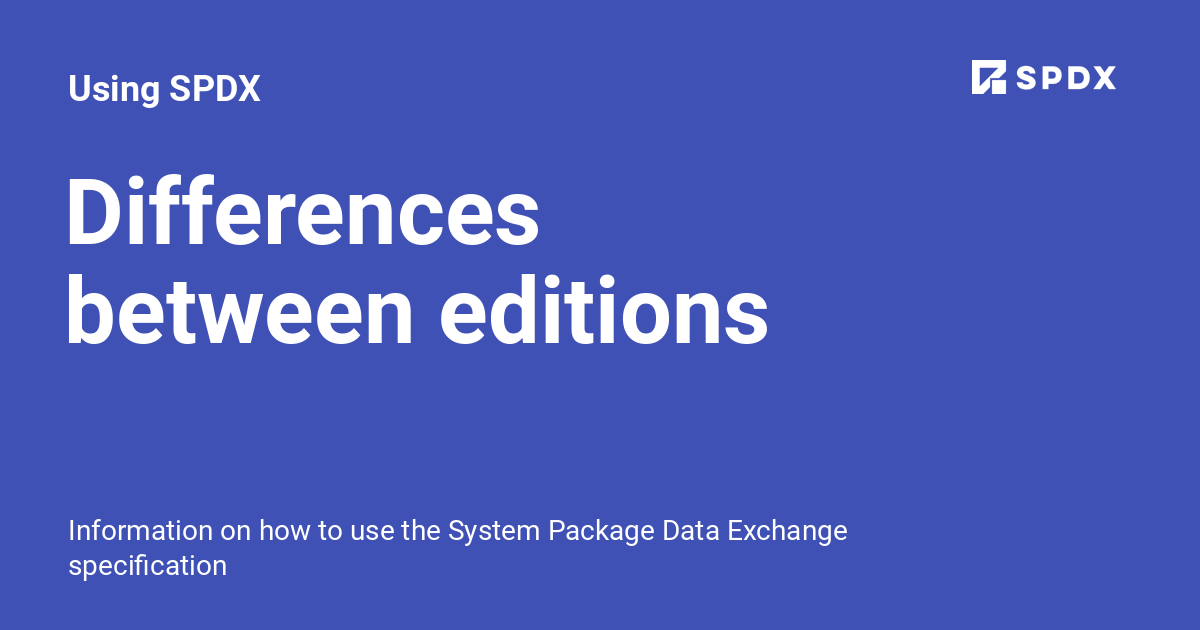 Using SPDX
SPDX
Differences
between editions
Information on how to use the System Package Data Exchange
specification